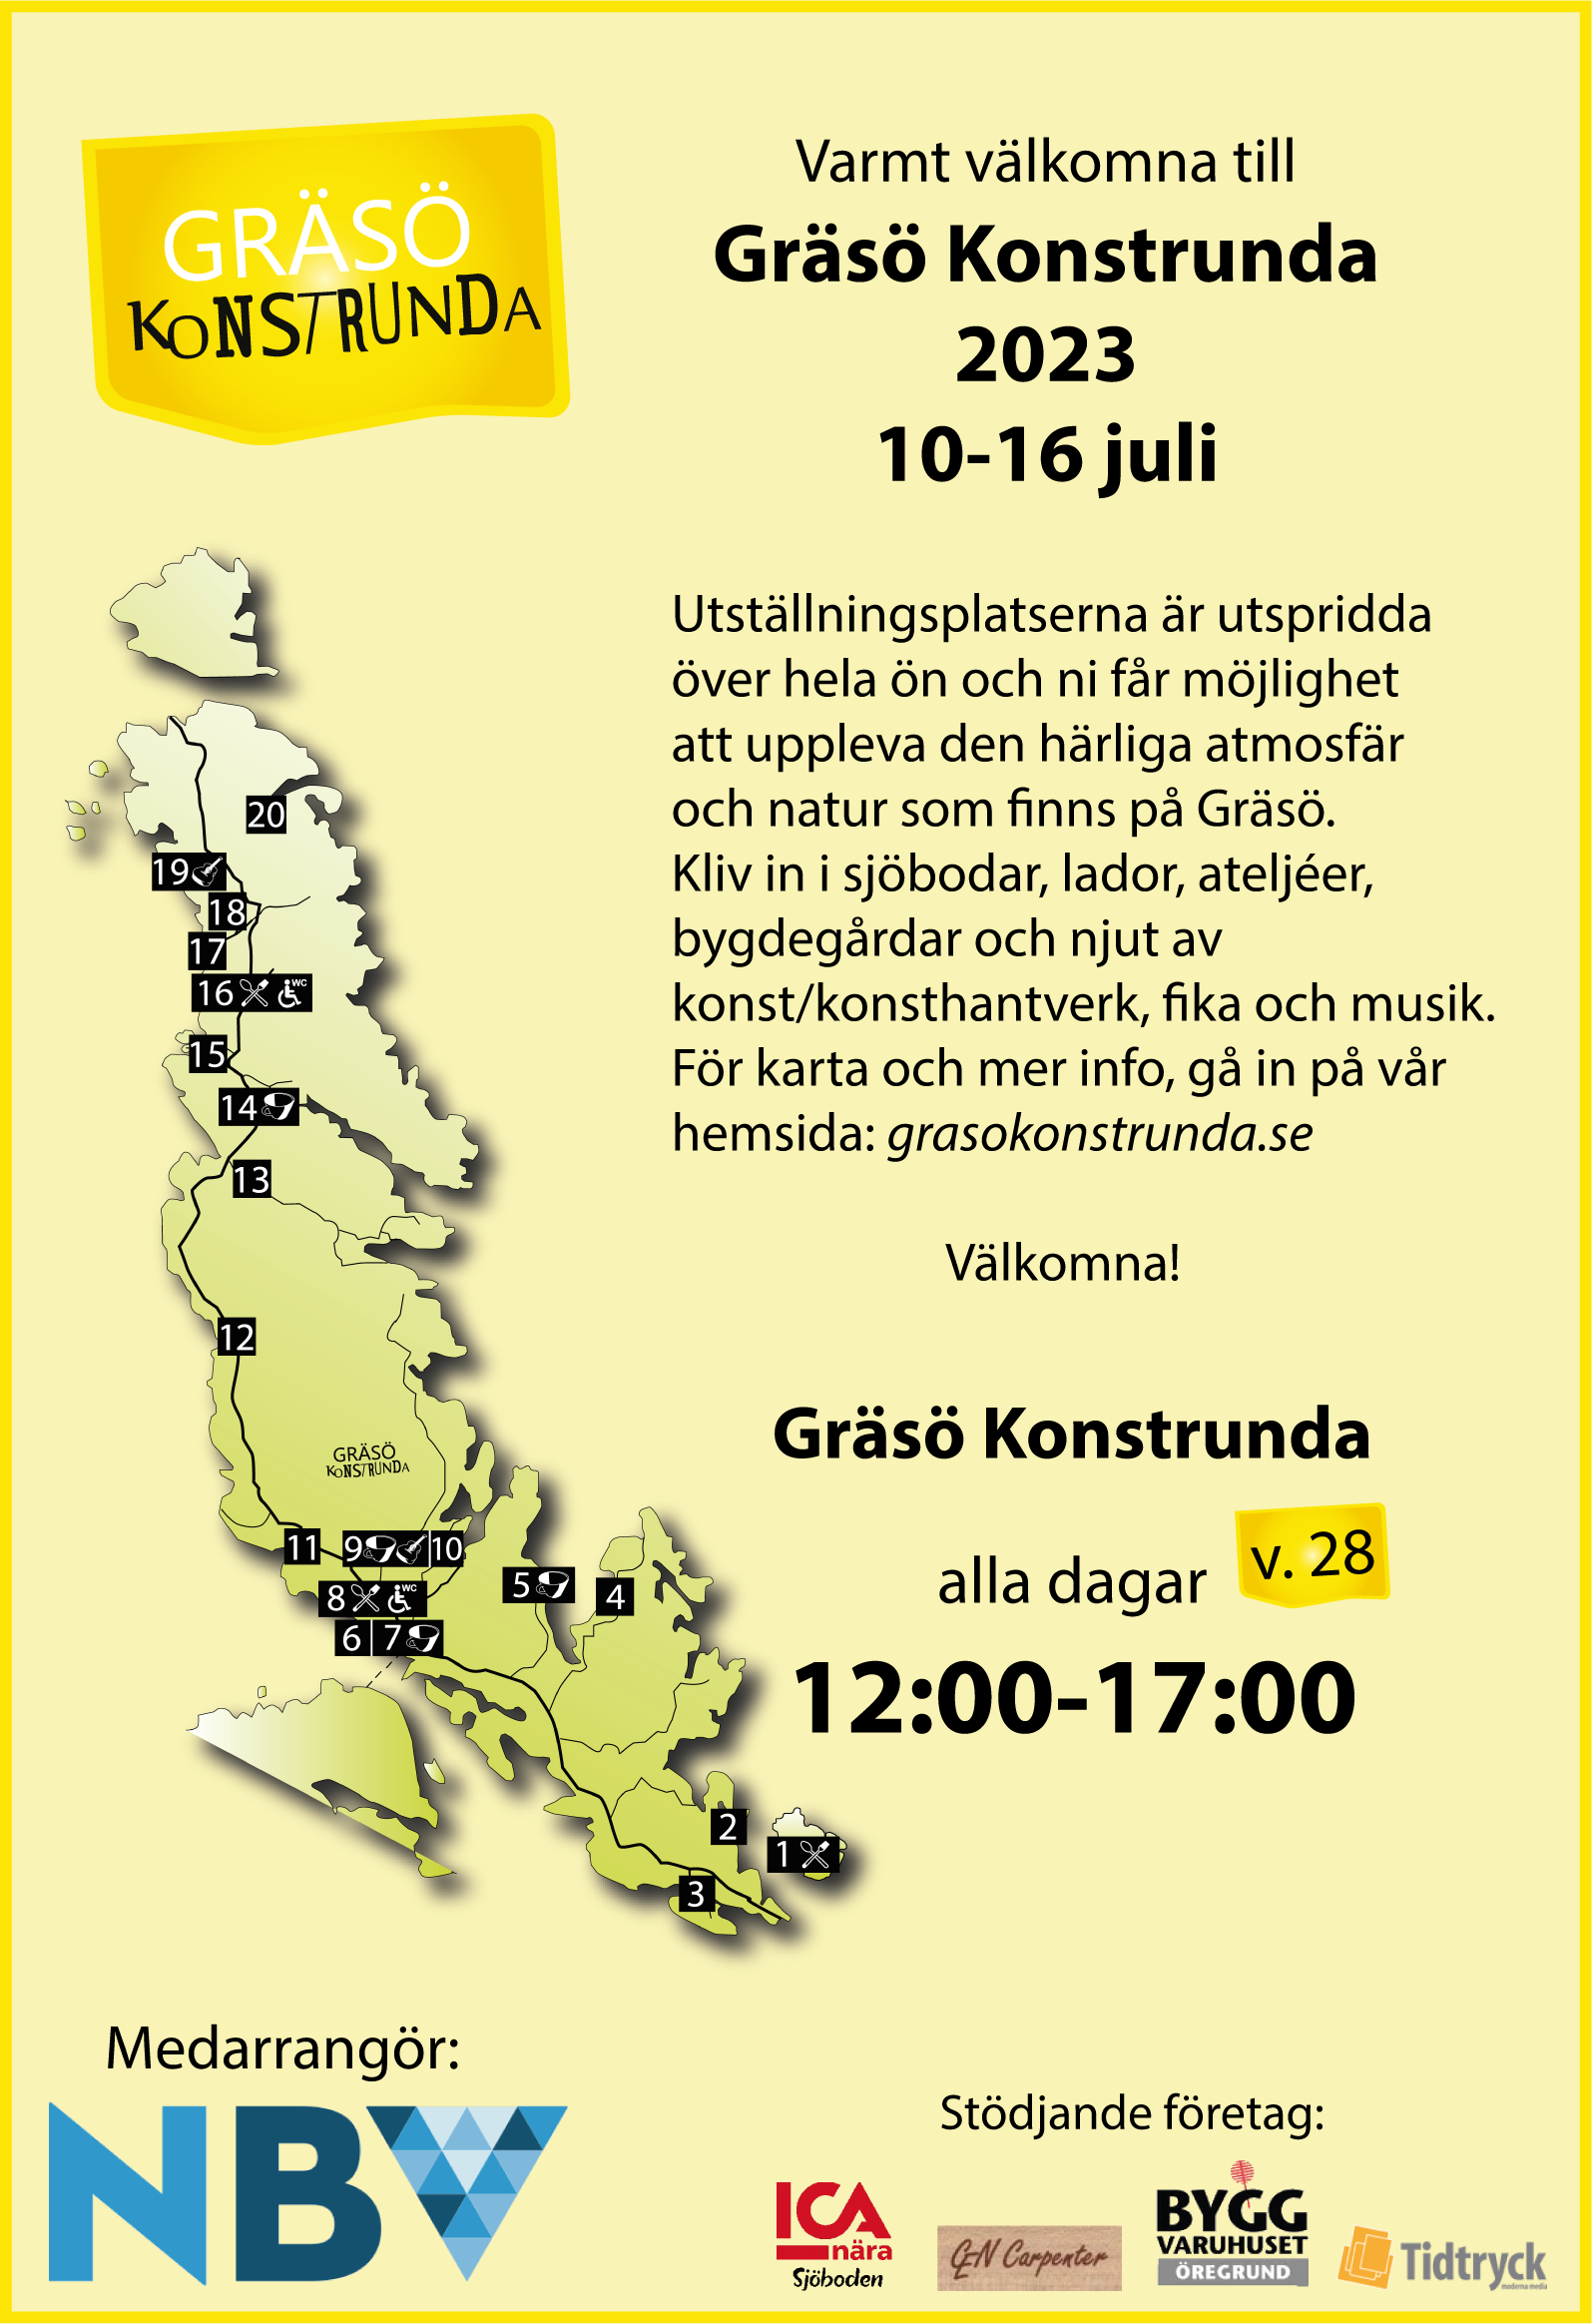 GRÄSÖ
KONSTRUNDA
Varmt välkomna till
Gräsö Konstrunda
2023
10-16 juli
Utställningsplatserna är utspridda
över hela ön och ni får möjlighet
att uppleva den härliga atmosfär
och natur som finns på Gräsö.
Kliv in i sjöbodar, lador, ateljéer,
bygdegårdar och njut av
konst/konsthantverk, fika och musik.
För karta och mer info, gå in på vår
hemsida: grasokonstrunda.se
Välkomna!
Gräsö Konstrunda
alla dagar v. 28
12:00-17:00
20
19
18
17
16 WC
15
14
13
12
GRÄSÖ
KONSTRUNDA
11 9 10
8 WC 5 4
6 7
2
1
3
Medarrangör:
NBV
Stödjande företag:
ICA
nära
Sjöboden
CEN Carpenter
BYGG
VARUHUSET
ÖREGRUND
Tidtryck
moderna media